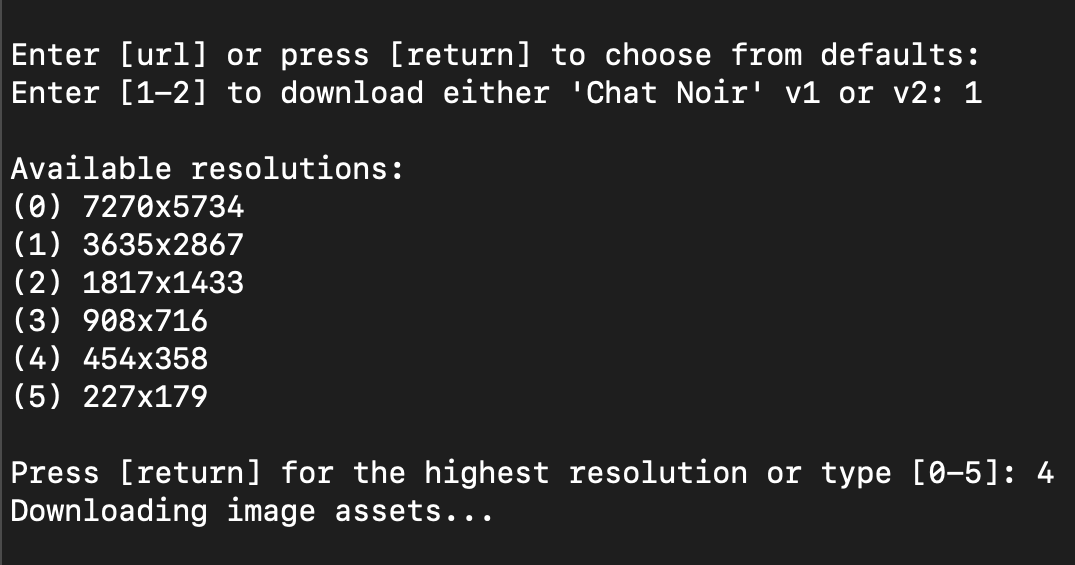 Enter [url] or press [return] to choose from defaults:
Enter [1-2] to download either 'Chat Noir' v1 or v2: 1
Available resolutions:
(0) 7270x5734
(1) 3635x2867
(2) 1817x1433
(3) 908x716
(4) 454x358
(5) 227x179
Press [return] for the highest resolution or type [0-5]: 4
Downloading image assets...